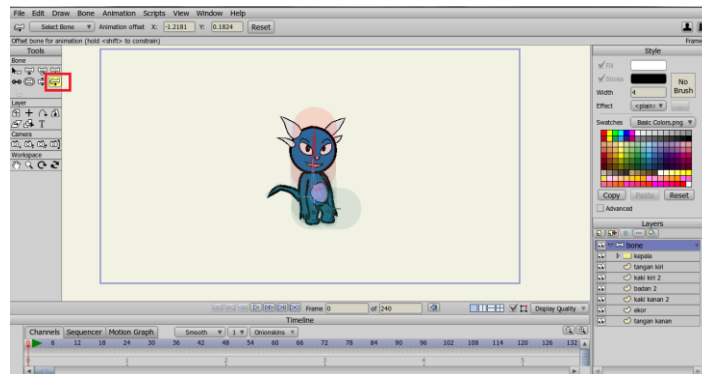 File Edit Draw Bone Animation Scripts View Window Help
Select Bone Animation offset X: -1.2181 Y: 0.1824 Reset
Offset bone for animation (hold <shift> to constrain)
Frame
Tools
Bone
Layer
T
Camera
Workspace
Style
Fill
Stroke
No Brush
Width 4
Effect <plain>
Swatches Basic Colors.png
Copy Paste Reset
Advanced
Layers
bone
kepala
tangan kiri
kaki kiri 2
badan 2
kaki kanan 2
ekor
tangan kanan
Frame 0 of 240 Display Quality
Timeline
Channels Sequencer Motion Graph Smooth 1 Onionskins
0 6 12 18 24 30 36 42 48 54 60 66 72 78 84 90 96 102 108 114 120 126 132
1 2 3 4 5